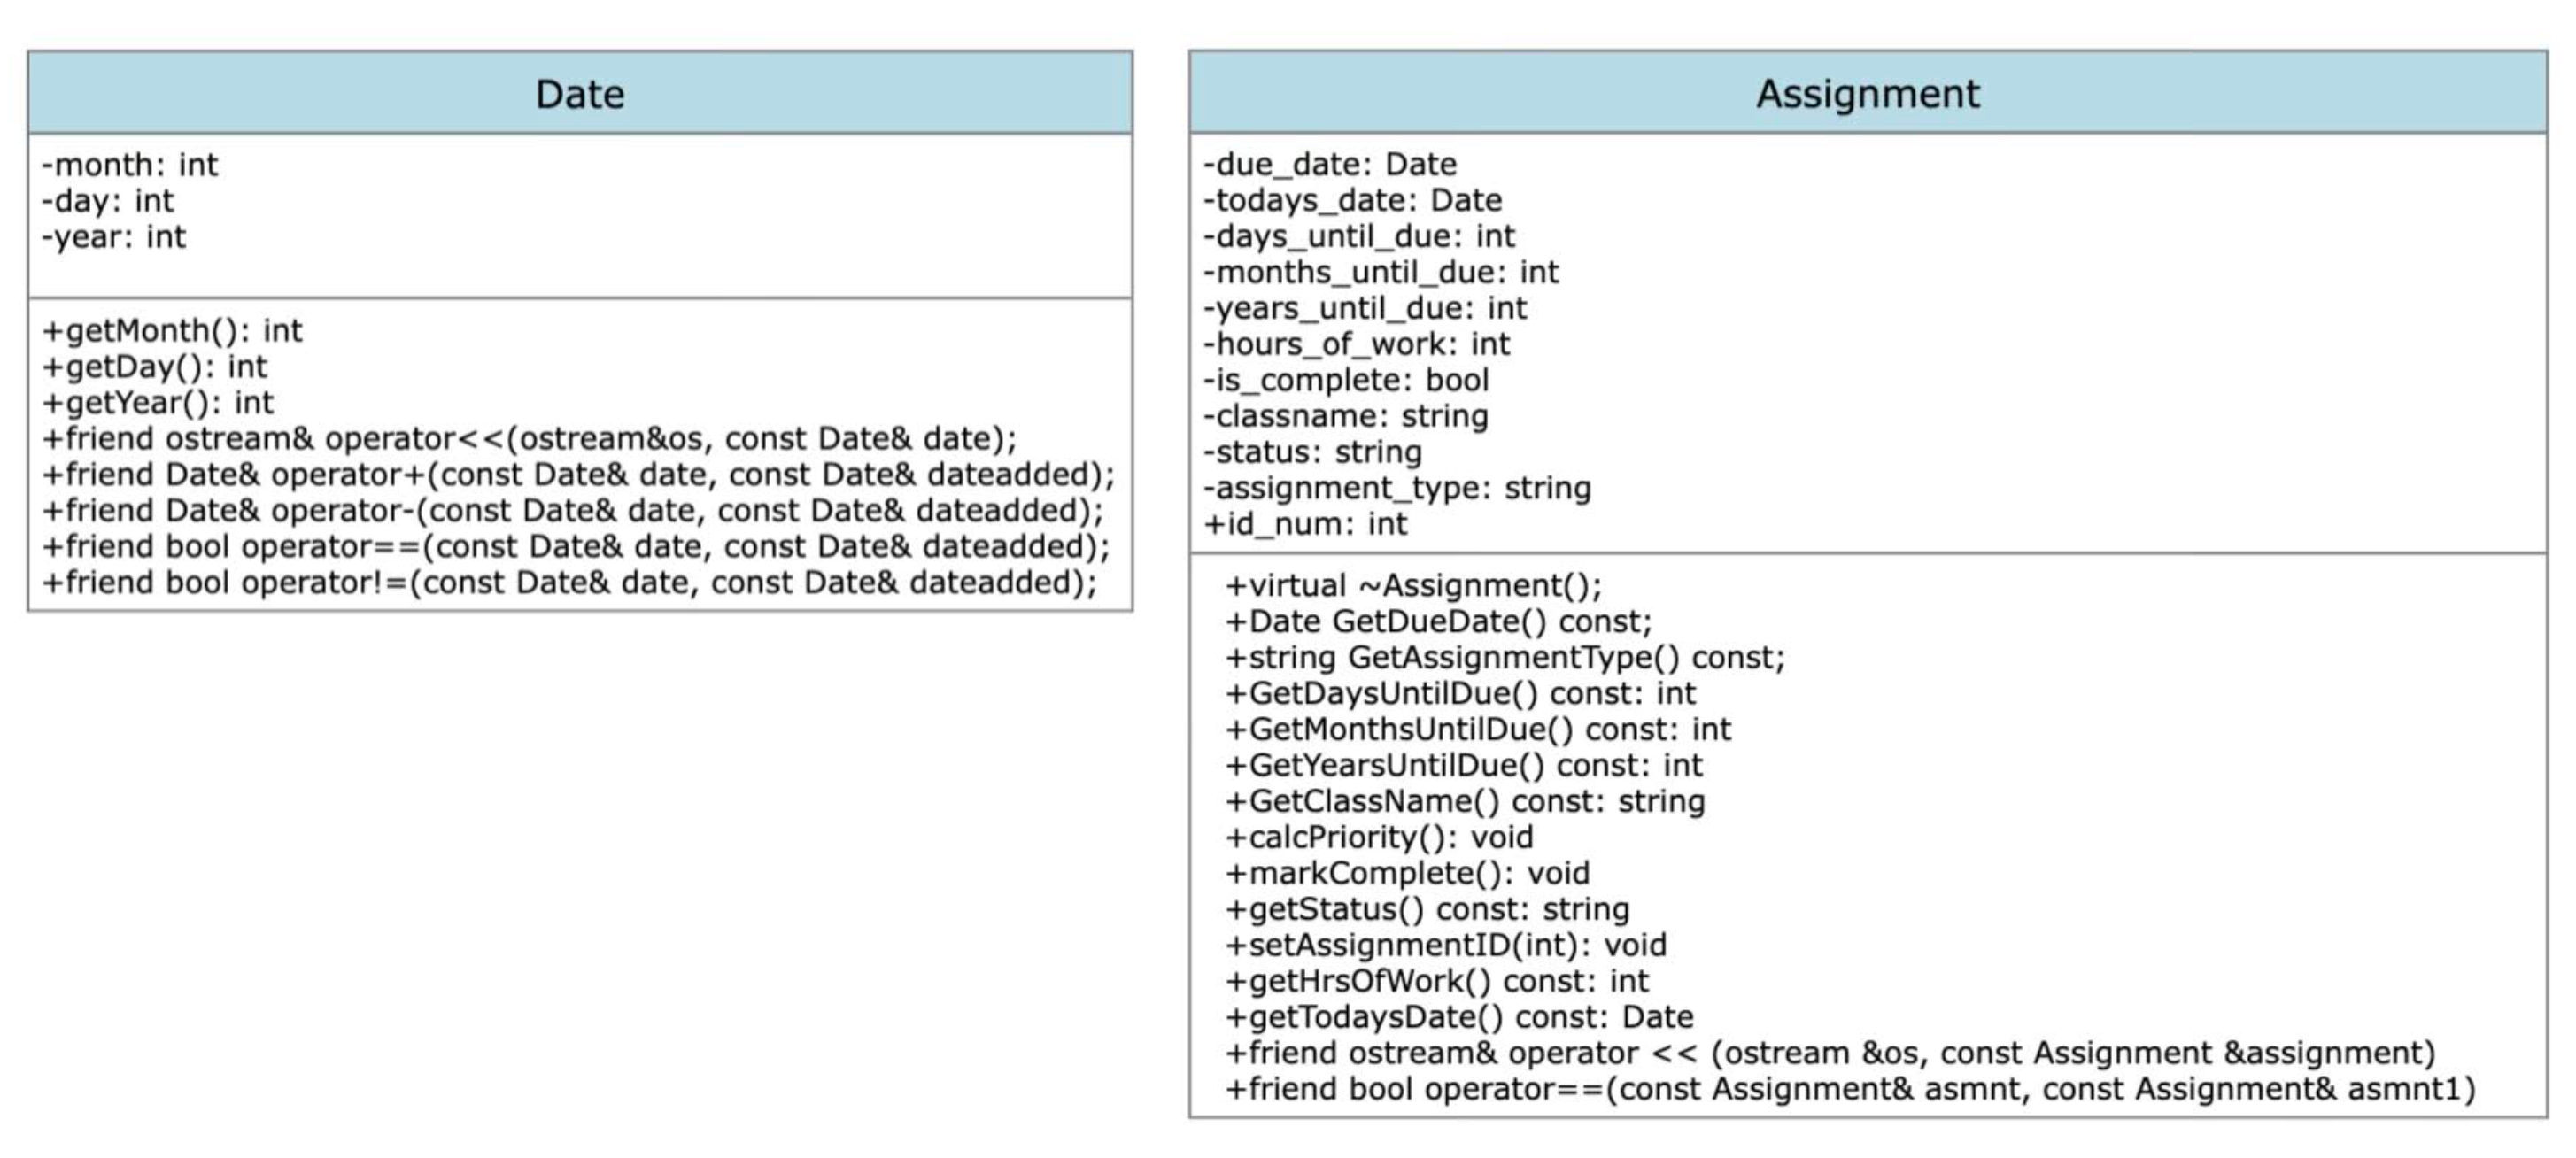 Date
-month: int
-day: int
-year: int
+getMonth(): int
+getDay(): int
+getYear(): int
+friend ostream& operator<<(ostream&os, const Date& date);
+friend Date& operator+(const Date& date, const Date& dateadded);
+friend Date& operator-(const Date& date, const Date& dateadded);
+friend bool operator==(const Date& date, const Date& dateadded);
+friend bool operator!=(const Date& date, const Date& dateadded);
Assignment
-due_date: Date
-todays_date: Date
-days_until_due: int
-months_until_due: int
-years_until_due: int
-hours_of_work: int
-is_complete: bool
-classname: string
-status: string
-assignment_type: string
+id_num: int
+virtual ~Assignment();
+Date GetDueDate() const;
+string GetAssignmentType() const;
+GetDaysUntilDue() const: int
+GetMonthsUntilDue() const: int
+GetYearsUntilDue() const: int
+GetClassName() const: string
+calcPriority(): void
+markComplete(): void
+getStatus() const: string
+setAssignmentID(int): void
+getHrsOfWork() const: int
+getTodaysDate() const: Date
+friend ostream& operator << (ostream &os, const Assignment &assignment)
+friend bool operator==(const Assignment& asmnt, const Assignment& asmnt1)